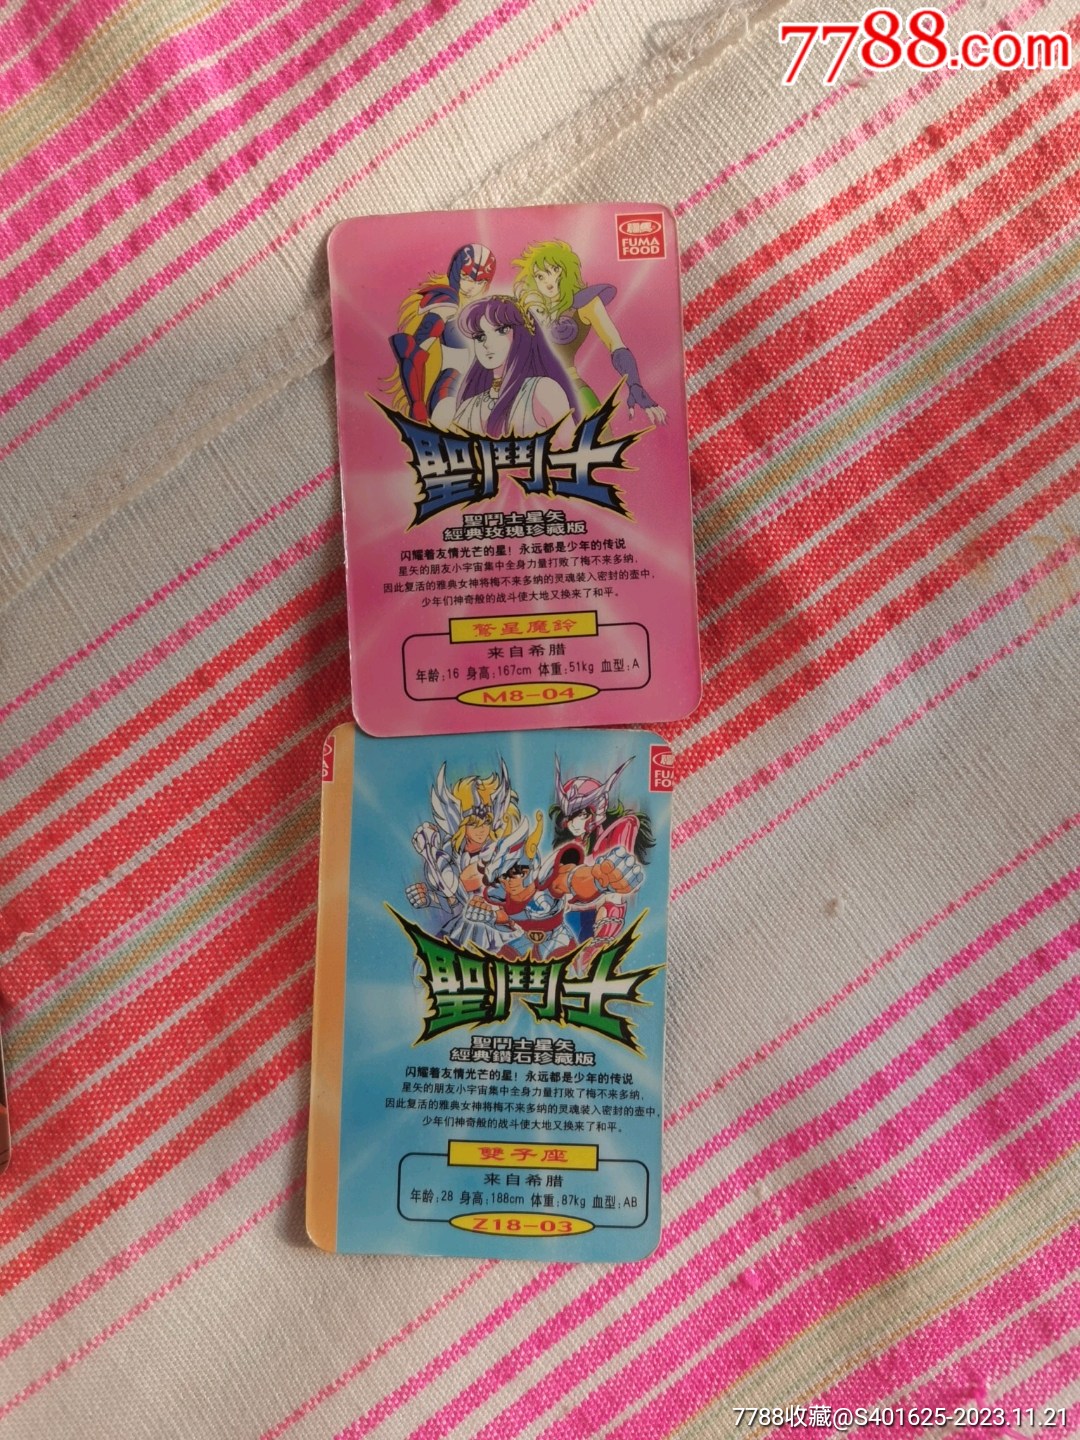 7788.com
福馬
FUMA
FOOD
聖鬥士
聖鬥士星矢
經典玫瑰珍藏版
闪耀着友情光芒的星！永远都是少年的传说
星矢的朋友小宇宙集中全身力量打败了梅不来多纳，
因此复活的雅典女神将梅不来多纳的灵魂装入密封的壶中，
少年们神奇般的战斗使大地又换来了和平。
鷲星魔鈴
来自希腊
年龄:16 身高:167cm 体重:51kg 血型:A
M8-04
FU
FO
聖鬥士
聖鬥士星矢
經典鑽石珍藏版
闪耀着友情光芒的星！永远都是少年的传说
星矢的朋友小宇宙集中全身力量打败了梅不来多纳，
因此复活的雅典女神将梅不来多纳的灵魂装入密封的壶中，
少年们神奇般的战斗使大地又换来了和平。
雙子座
来自希腊
年龄:28 身高:188cm 体重:87kg 血型:AB
Z18-03
7788收藏@S401625-2023.11.21